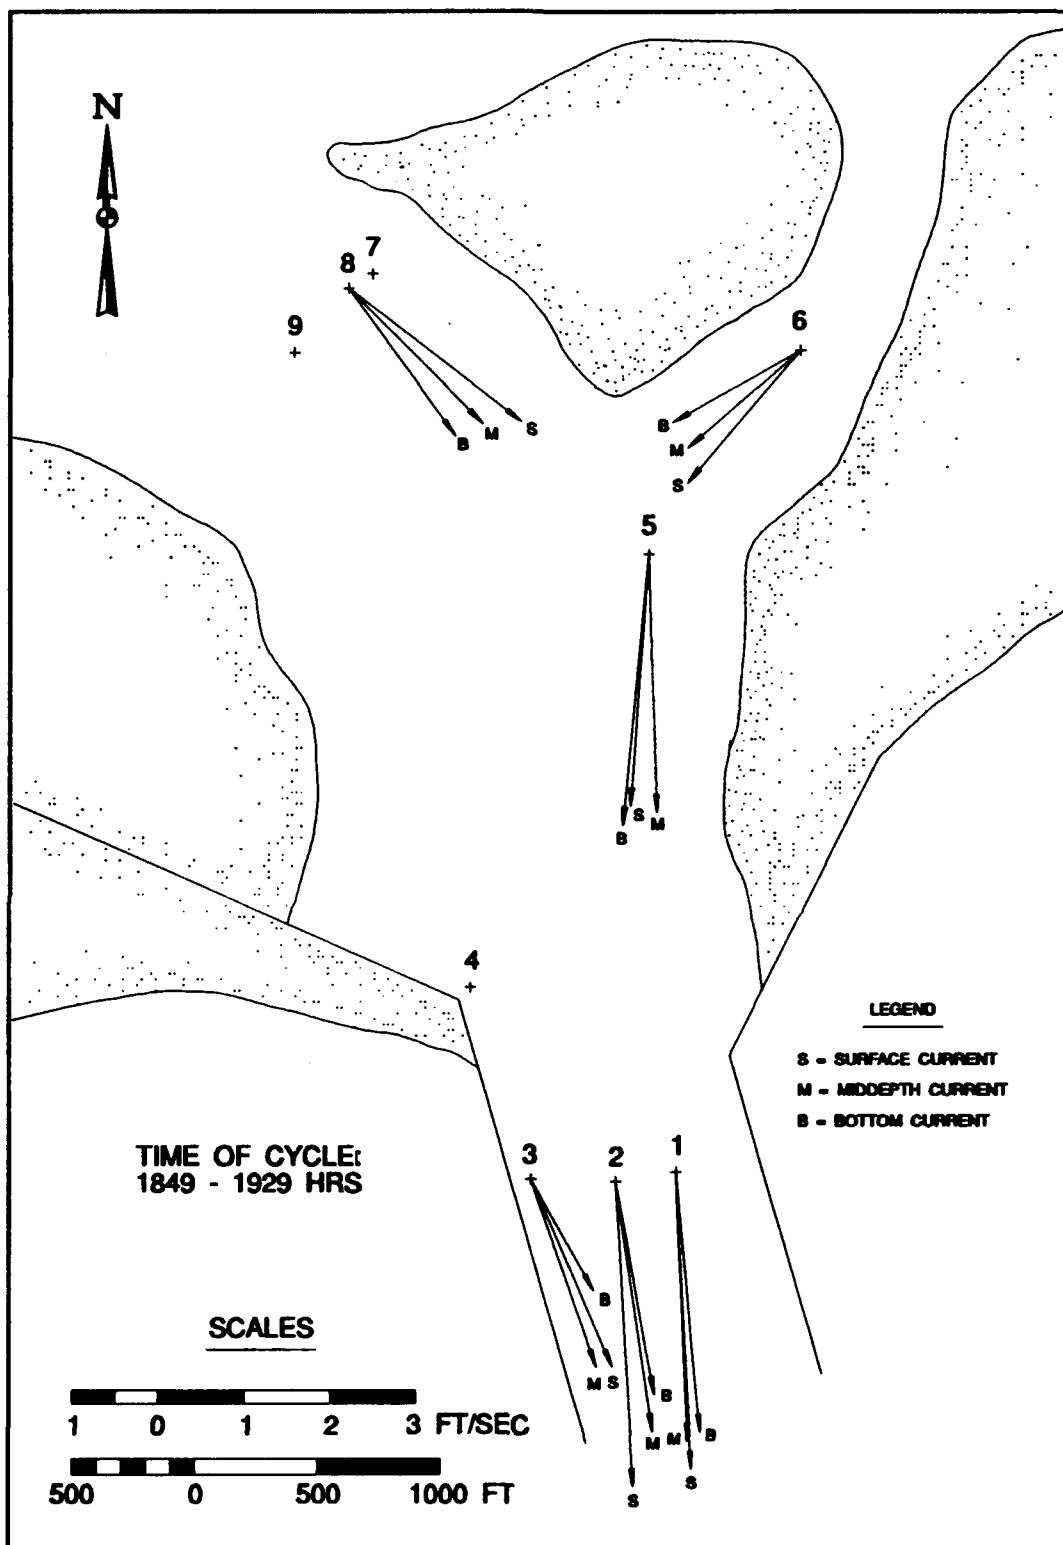 N
7
8
9
6
B
M
S
B
M
S
5
S
B
M
4
LEGEND
S - SURFACE CURRENT
M - MIDDEPTH CURRENT
B - BOTTOM CURRENT
TIME OF CYCLE:
1849 - 1929 HRS
3
2
1
B
M
S
B
M
S
M
B
S
SCALES
1 0 1 2 3 FT/SEC
500 0 500 1000 FT